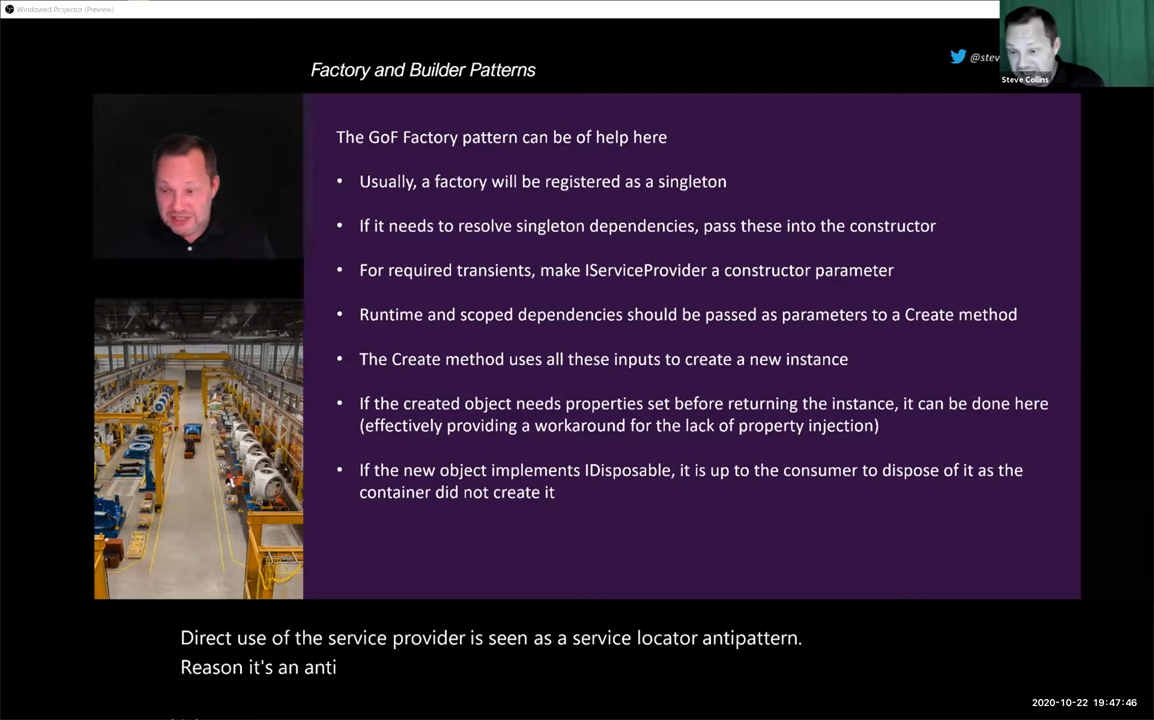 Windowed Projector (Preview)
Factory and Builder Patterns
@stev
Steve Collins
The GoF Factory pattern can be of help here
• Usually, a factory will be registered as a singleton
• If it needs to resolve singleton dependencies, pass these into the constructor
• For required transients, make IServiceProvider a constructor parameter
• Runtime and scoped dependencies should be passed as parameters to a Create method
• The Create method uses all these inputs to create a new instance
• If the created object needs properties set before returning the instance, it can be done here
(effectively providing a workaround for the lack of property injection)
• If the new object implements IDisposable, it is up to the consumer to dispose of it as the
container did not create it
Direct use of the service provider is seen as a service locator antipattern.
Reason it's an anti
2020-10-22 19:47:46